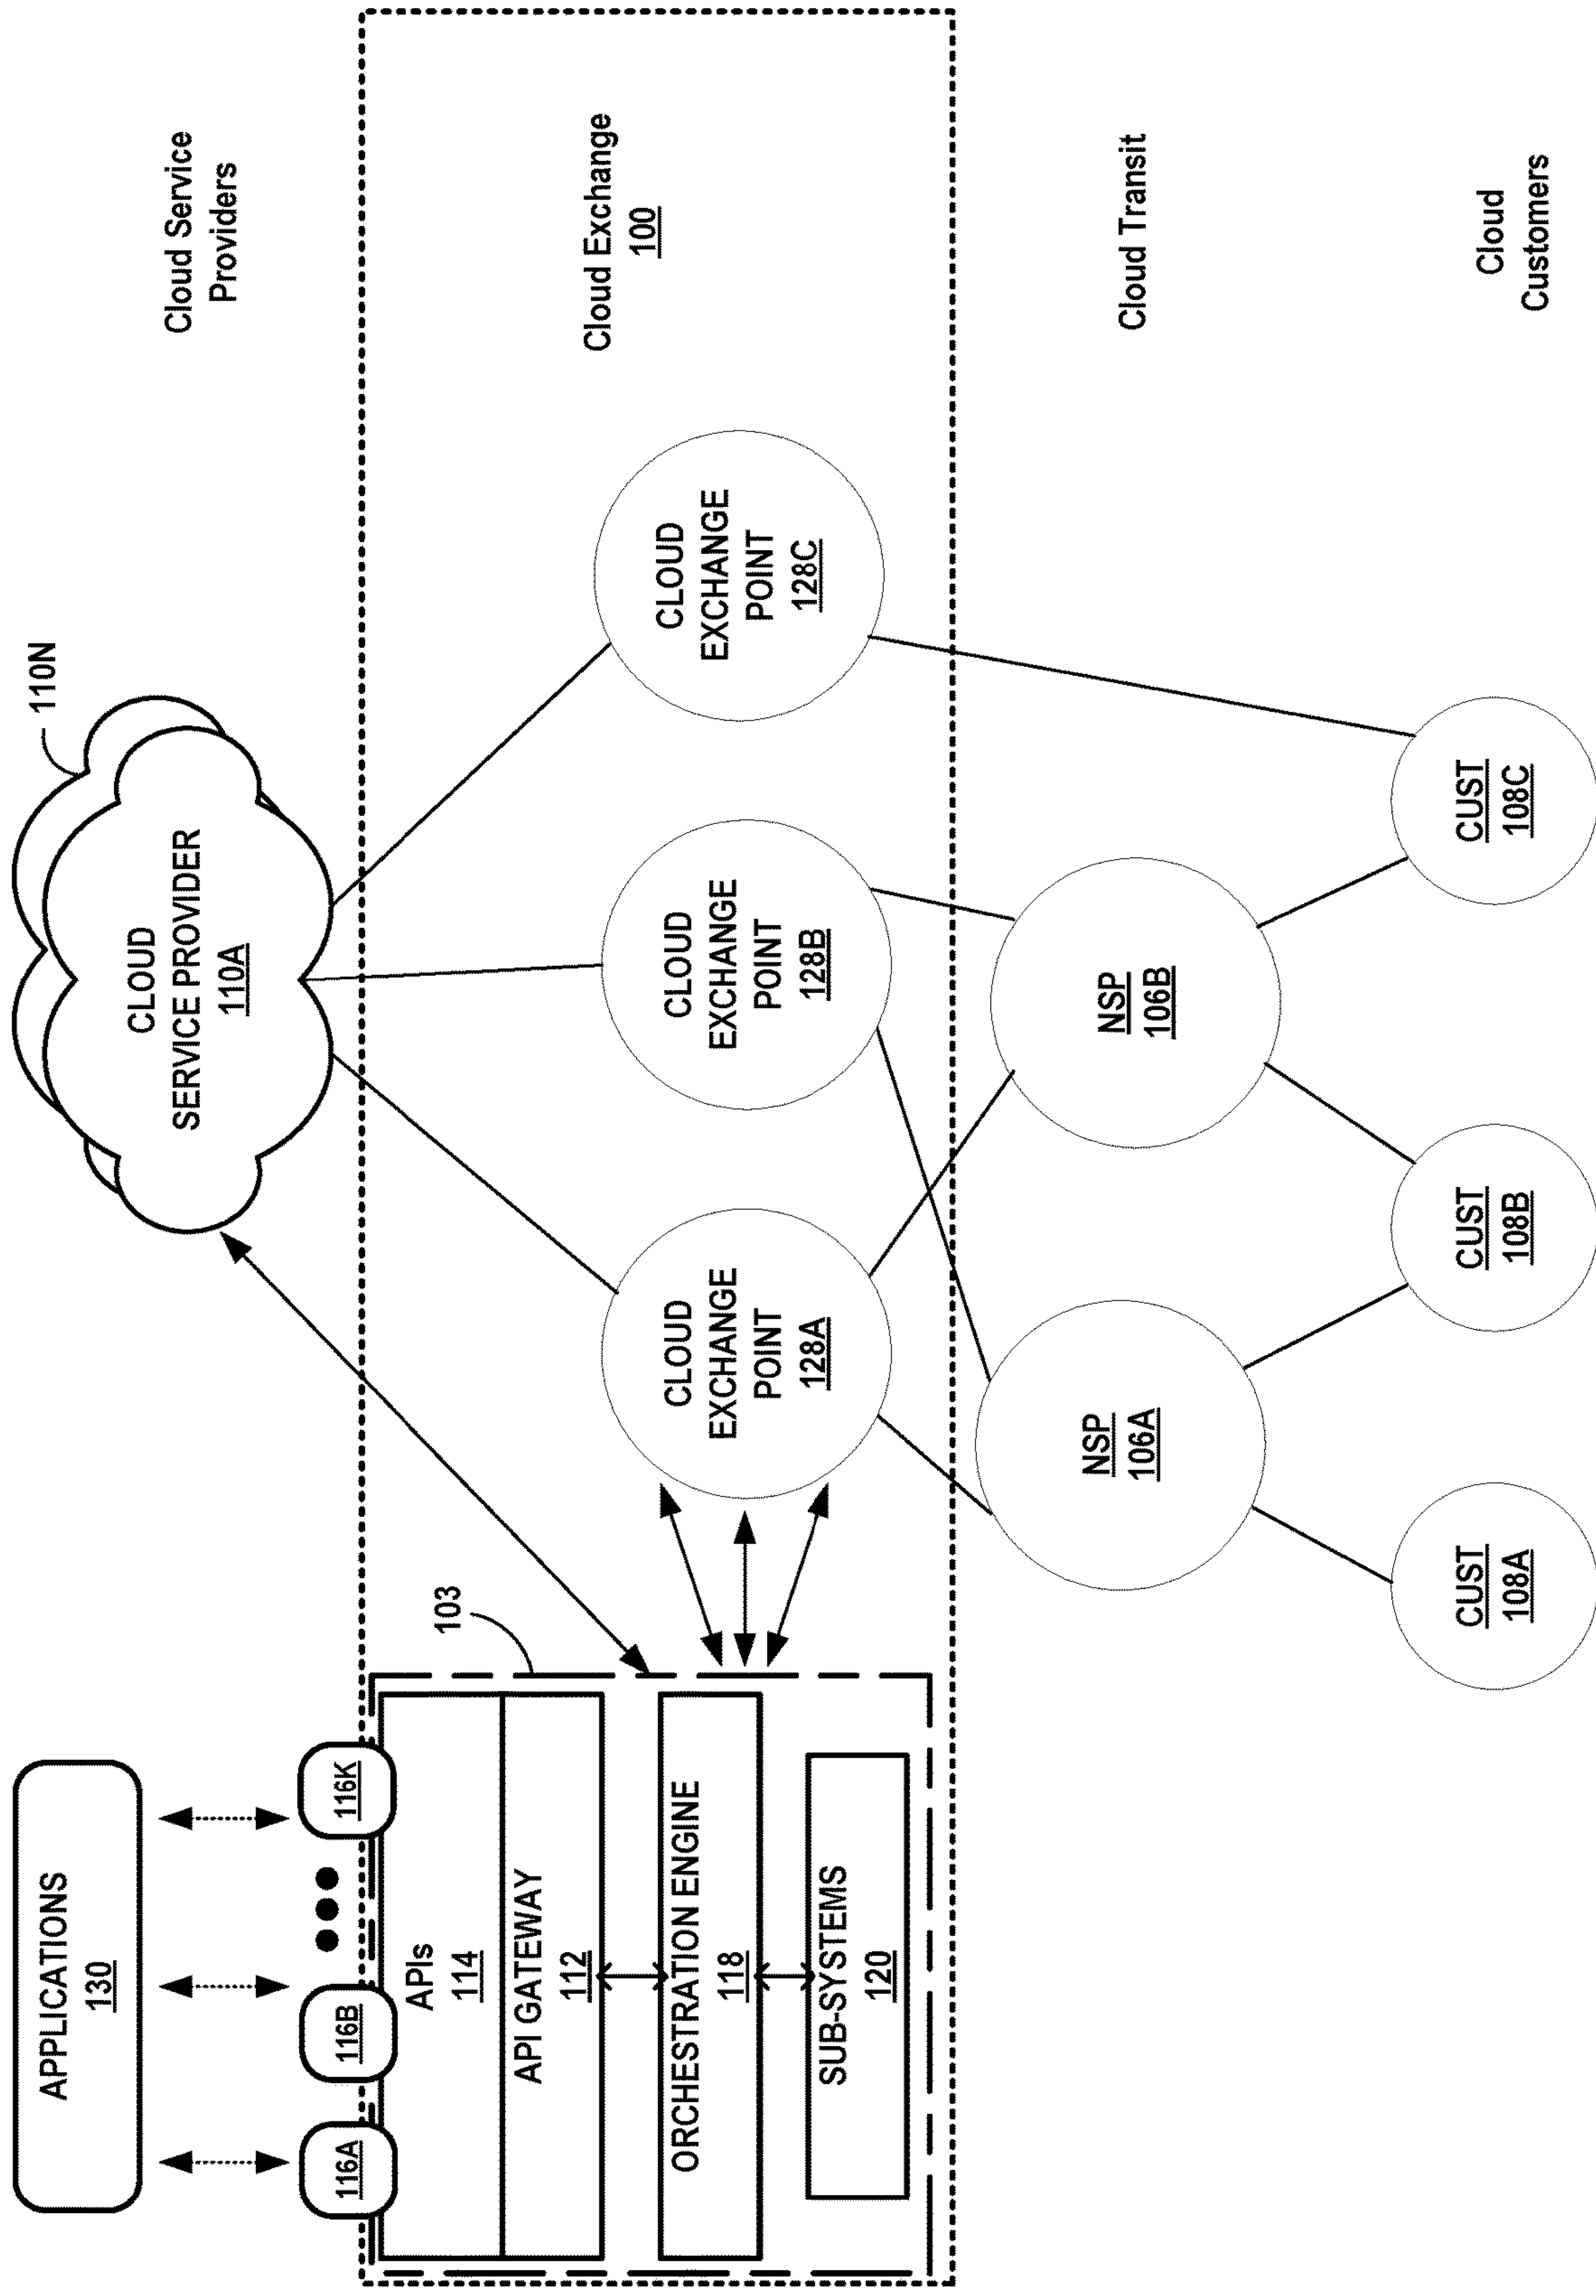 APPLICATIONS
130
116A
116B
116K
APIs
114
API GATEWAY
112
ORCHESTRATION ENGINE
118
SUB-SYSTEMS
120
103
110N
CLOUD
SERVICE PROVIDER
110A
Cloud Service
Providers
CLOUD
EXCHANGE
POINT
128A
CLOUD
EXCHANGE
POINT
128B
CLOUD
EXCHANGE
POINT
128C
Cloud Exchange
100
NSP
106A
NSP
106B
Cloud Transit
CUST
108A
CUST
108B
CUST
108C
Cloud
Customers